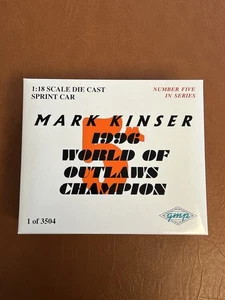 1:18 SCALE DIE CAST
SPRINT CAR
NUMBER FIVE
IN SERIES
MARK KINSER
5
1996
WORLD OF
OUTLAWS
CHAMPION
1 of 3504
gmp